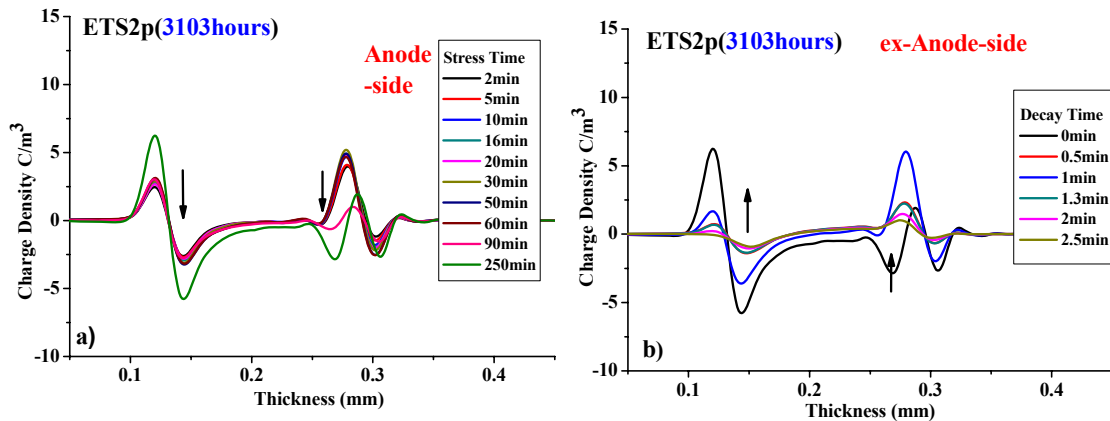 ETS2p(3103hours)
Anode
-side
Stress Time
2min
5min
10min
16min
20min
30min
50min
60min
90min
250min
Charge Density C/m³
15
10
5
0
-5
-10
a)
0.1 0.2 0.3 0.4
Thickness (mm)
ETS2p(3103hours) ex-Anode-side
Decay Time
0min
0.5min
1min
1.3min
2min
2.5min
Charge Density C/m³
15
10
5
0
-5
-10
b)
0.1 0.2 0.3 0.4
Thickness (mm)